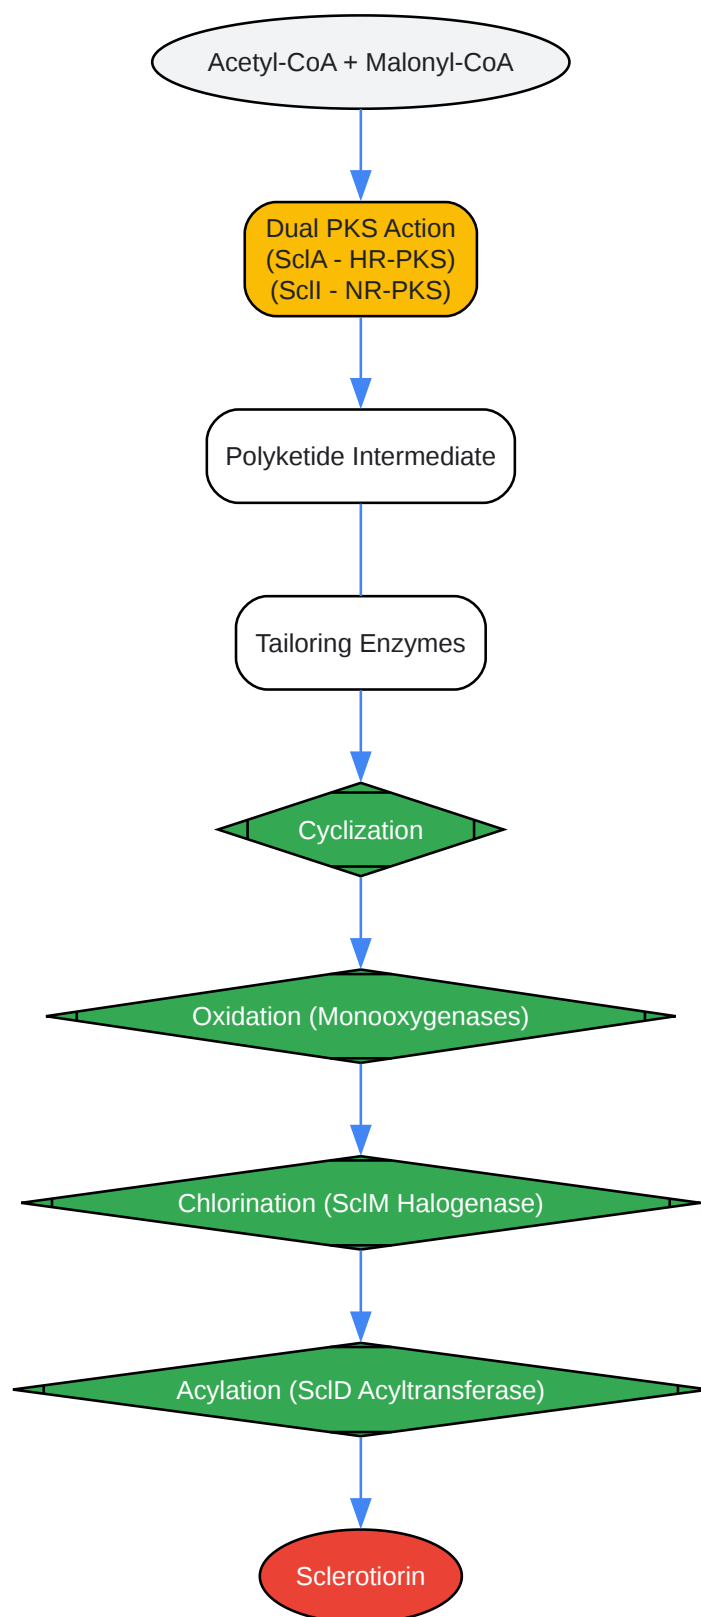 Acetyl-CoA + Malonyl-CoA
Dual PKS Action
(SclA - HR-PKS)
(SclI - NR-PKS)
Polyketide Intermediate
Tailoring Enzymes
Cyclization
Oxidation (Monooxygenases)
Chlorination (SclM Halogenase)
Acylation (SclD Acyltransferase)
Sclerotiorin